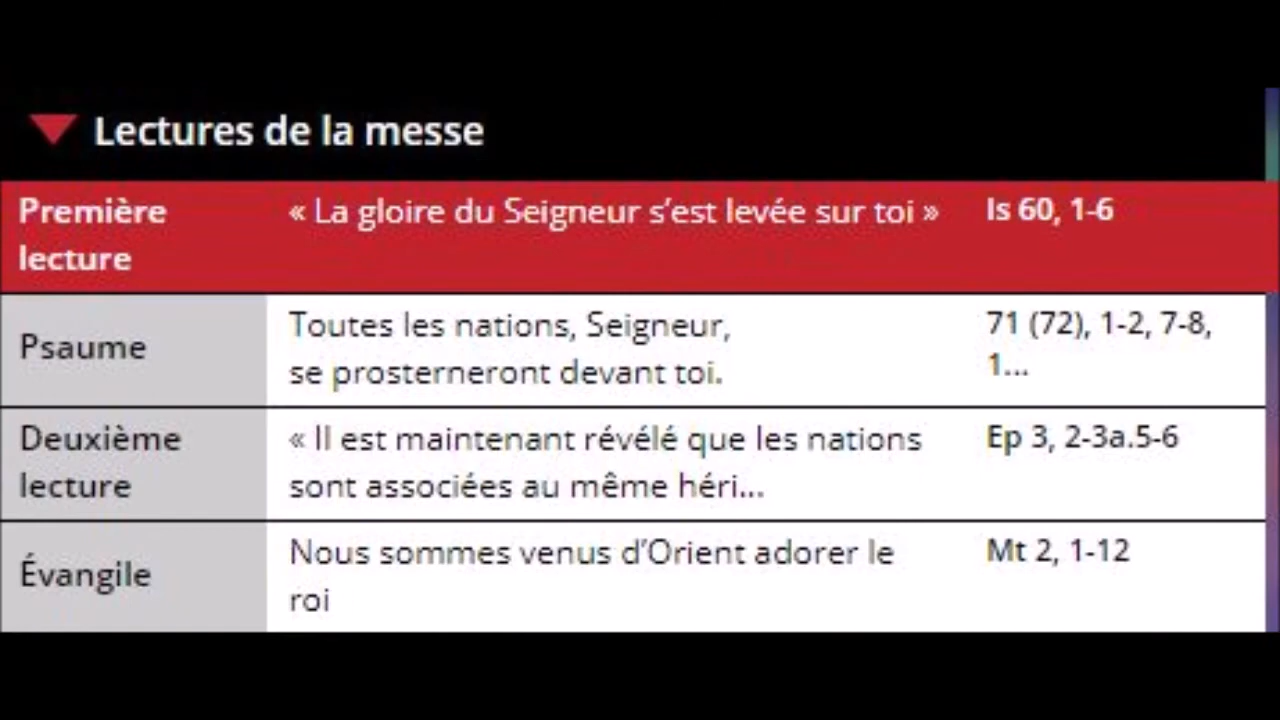 Lectures de la messe
Première
lecture
« La gloire du Seigneur s’est levée sur toi »
Is 60, 1-6
Psaume
Toutes les nations, Seigneur,
se prosterneront devant toi.
71 (72), 1-2, 7-8,
1...
Deuxième
lecture
« Il est maintenant révélé que les nations
sont associées au même héri...
Ep 3, 2-3a.5-6
Évangile
Nous sommes venus d’Orient adorer le
roi
Mt 2, 1-12